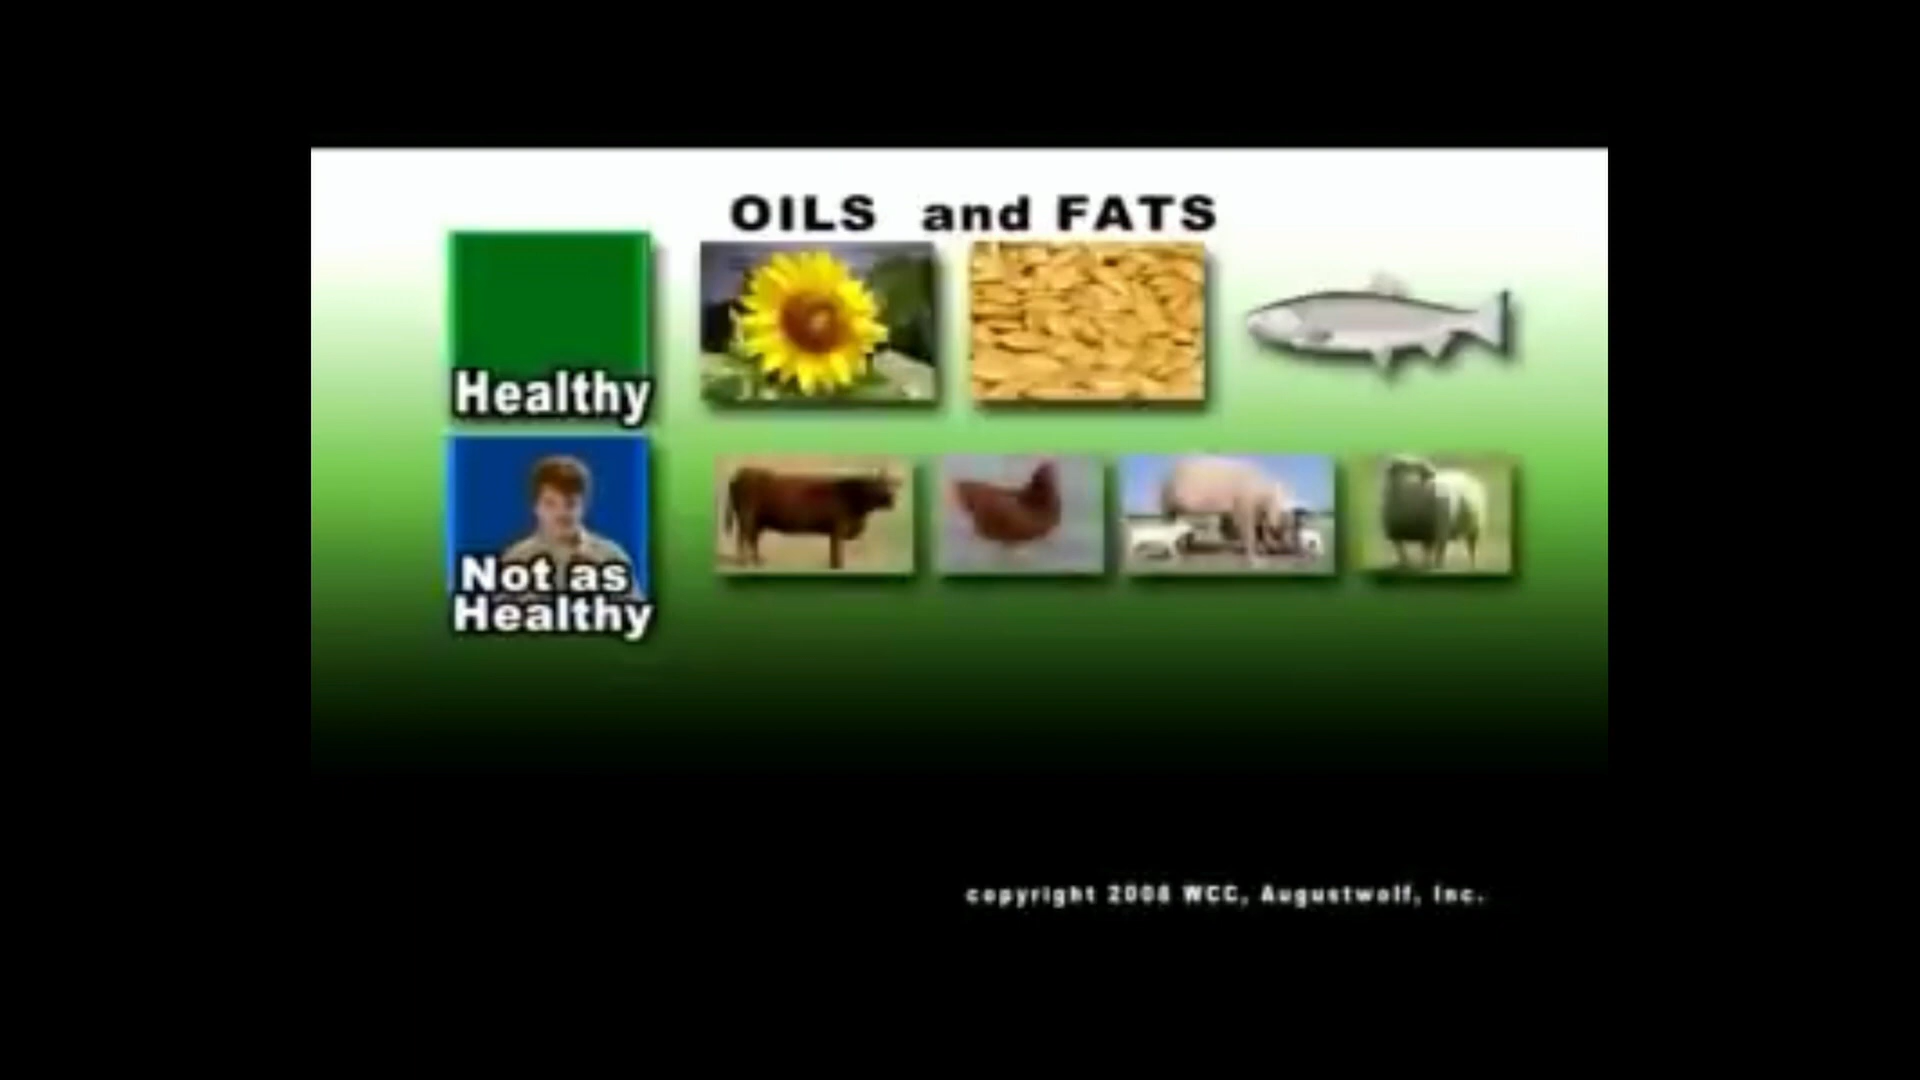 OILS and FATS
Healthy
Not as
Healthy
copyright 2008 WCC, Augustwolf, Inc.